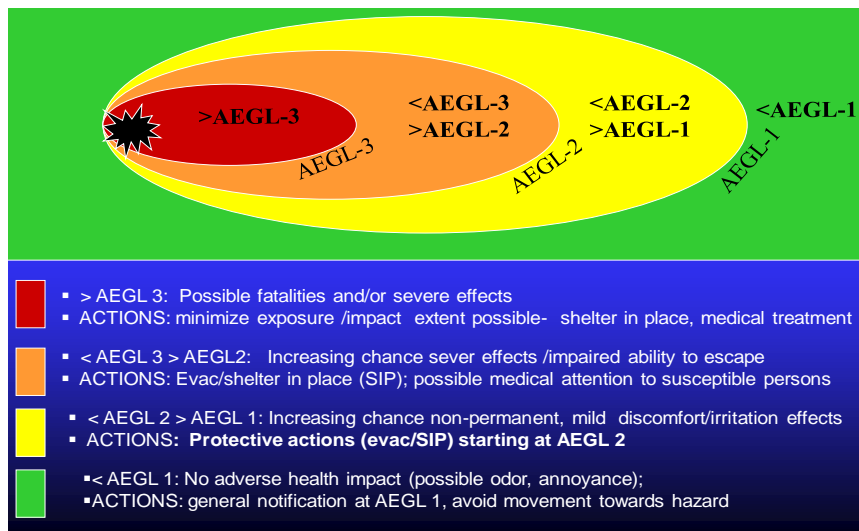 >AEGL-3
<AEGL-3
>AEGL-2
<AEGL-2
>AEGL-1
<AEGL-1
AEGL-3
AEGL-2
AEGL-1
▪ > AEGL 3: Possible fatalities and/or severe effects
▪ ACTIONS: minimize exposure /impact extent possible- shelter in place, medical treatment
▪ < AEGL 3 > AEGL2: Increasing chance sever effects /impaired ability to escape
▪ ACTIONS: Evac/shelter in place (SIP); possible medical attention to susceptible persons
▪ < AEGL 2 > AEGL 1: Increasing chance non-permanent, mild discomfort/irritation effects
▪ ACTIONS: Protective actions (evac/SIP) starting at AEGL 2
▪< AEGL 1: No adverse health impact (possible odor, annoyance);
▪ACTIONS: general notification at AEGL 1, avoid movement towards hazard